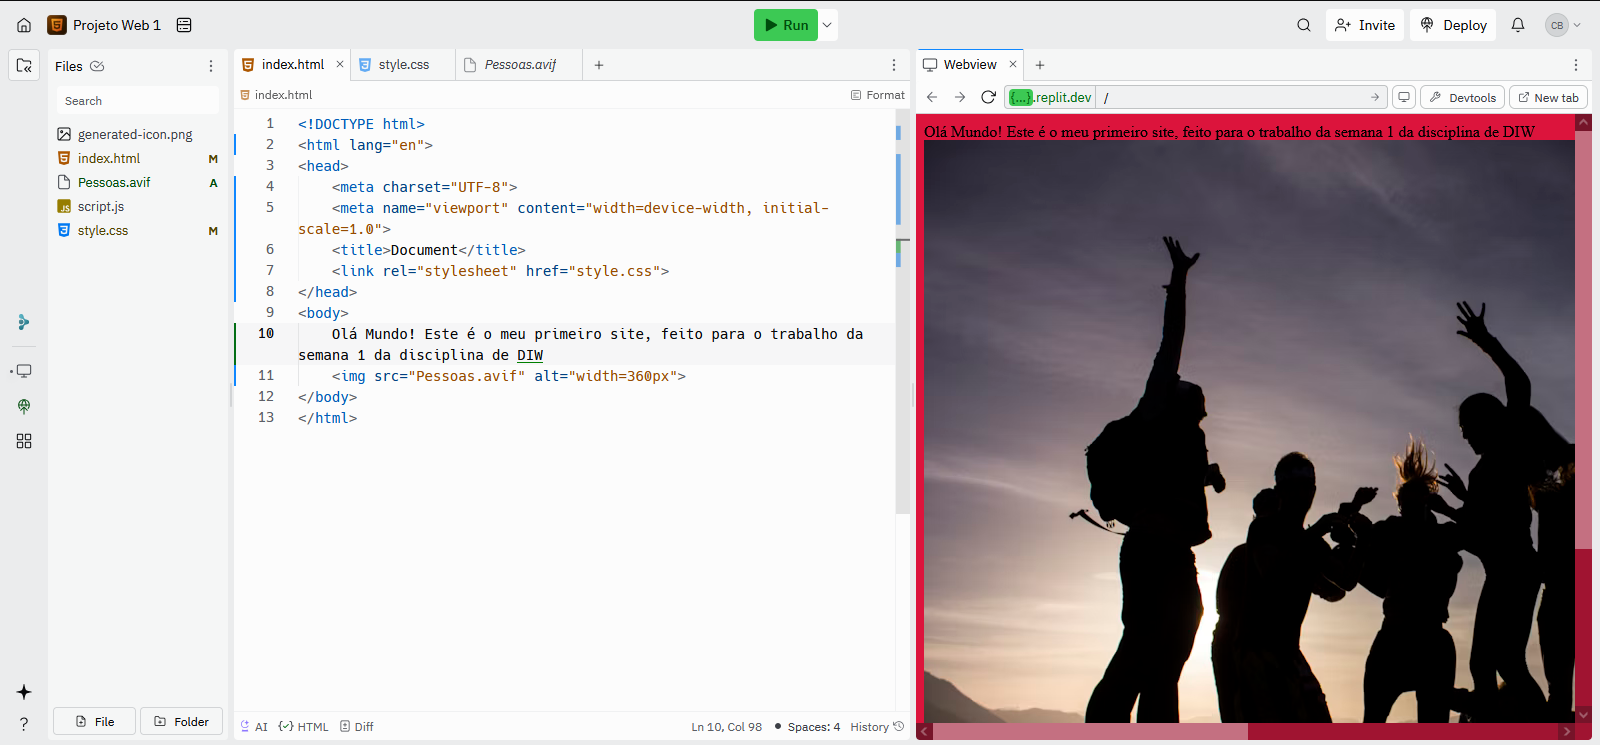 Projeto Web 1
Run
Invite
Deploy
CB
Files
index.html
style.css
Pessoas.avif
Webview
Search
index.html
Format
{...}.replit.dev
/
Devtools
New tab
generated-icon.png
index.html M
Pessoas.avif A
script.js
style.css M
1 <!DOCTYPE html>
2 <html lang="en">
3 <head>
4 <meta charset="UTF-8">
5 <meta name="viewport" content="width=device-width, initial-
scale=1.0">
6 <title>Document</title>
7 <link rel="stylesheet" href="style.css">
8 </head>
9 <body>
10 Olá Mundo! Este é o meu primeiro site, feito para o trabalho da
semana 1 da disciplina de DIW
11 <img src="Pessoas.avif" alt="width=360px">
12 </body>
13 </html>
Olá Mundo! Este é o meu primeiro site, feito para o trabalho da semana 1 da disciplina de DIW
File
Folder
AI
HTML
Diff
Ln 10, Col 98
Spaces: 4
History